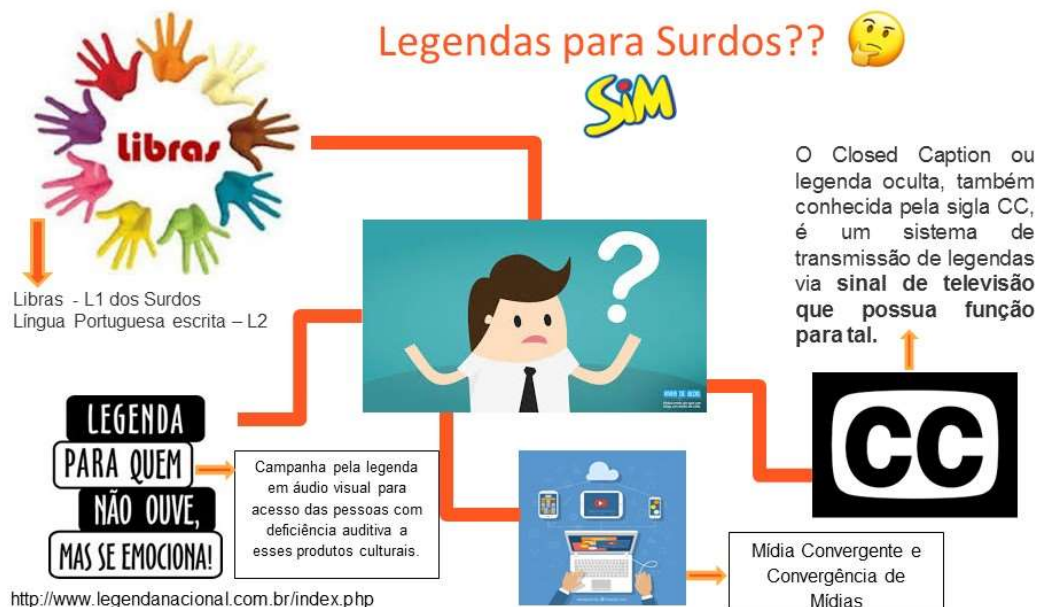 Legendas para Surdos??
SiM
Libras
Libras - L1 dos Surdos
Língua Portuguesa escrita – L2
O Closed Caption ou
legenda oculta, também
conhecida pela sigla CC,
é um sistema de
transmissão de legendas
via sinal de televisão
que possua função
para tal.
CC
LEGENDA
PARA QUEM
NÃO OUVE,
MAS SE EMOCIONA!
Campanha pela legenda
em áudio visual para
acesso das pessoas com
deficiência auditiva a
esses produtos culturais.
Mídia Convergente e
Convergência de
Mídias
http://www.legendanacional.com.br/index.php